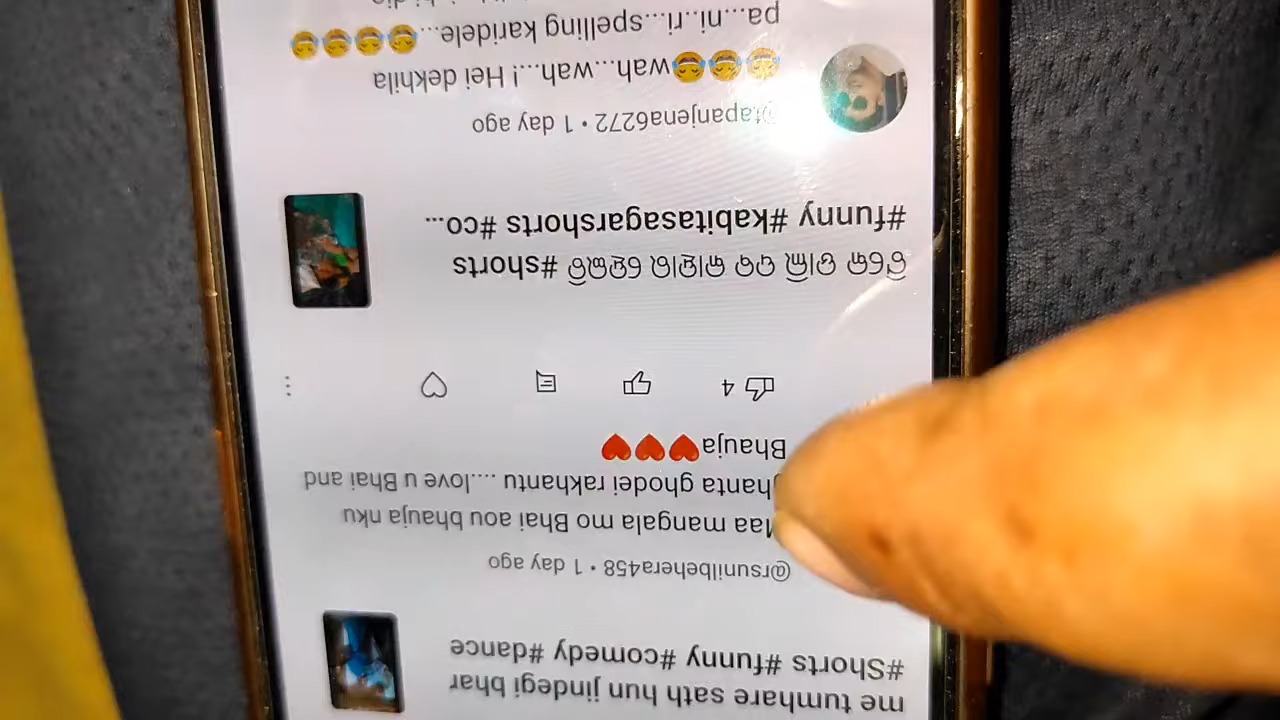 me tumhare sath hun jindegi bhar
#Shorts #funny #comedy #dance
@rsunilbehera458 • 1 day ago
Maa mangala mo Bhai aou bhauja nku
ghodei rakhantu ....love u Bhai and
Bhauja❤️❤️❤️
4
#shorts
#funny #kabitasagarshorts #co...
@tapanjena6272 • 1 day ago
😂😂😂wah...wah...! Hei dekhila
pa...ni..ri...spelling karidele...😂😂😂😂